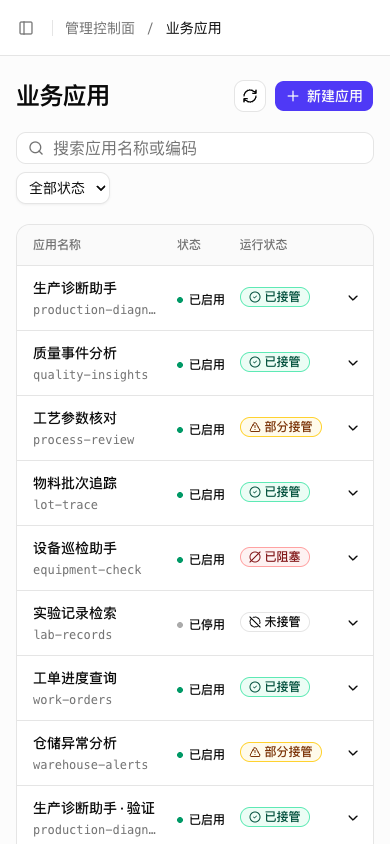 管理控制面 / 业务应用
业务应用
新建应用
搜索应用名称或编码
全部状态
应用名称 状态 运行状态
生产诊断助手
production-diagn… 已启用 已接管
质量事件分析
quality-insights 已启用 已接管
工艺参数核对
process-review 已启用 部分接管
物料批次追踪
lot-trace 已启用 已接管
设备巡检助手
equipment-check 已启用 已阻塞
实验记录检索
lab-records 已停用 未接管
工单进度查询
work-orders 已启用 已接管
仓储异常分析
warehouse-alerts 已启用 部分接管
生产诊断助手 · 验证
production-diagn… 已启用 已接管